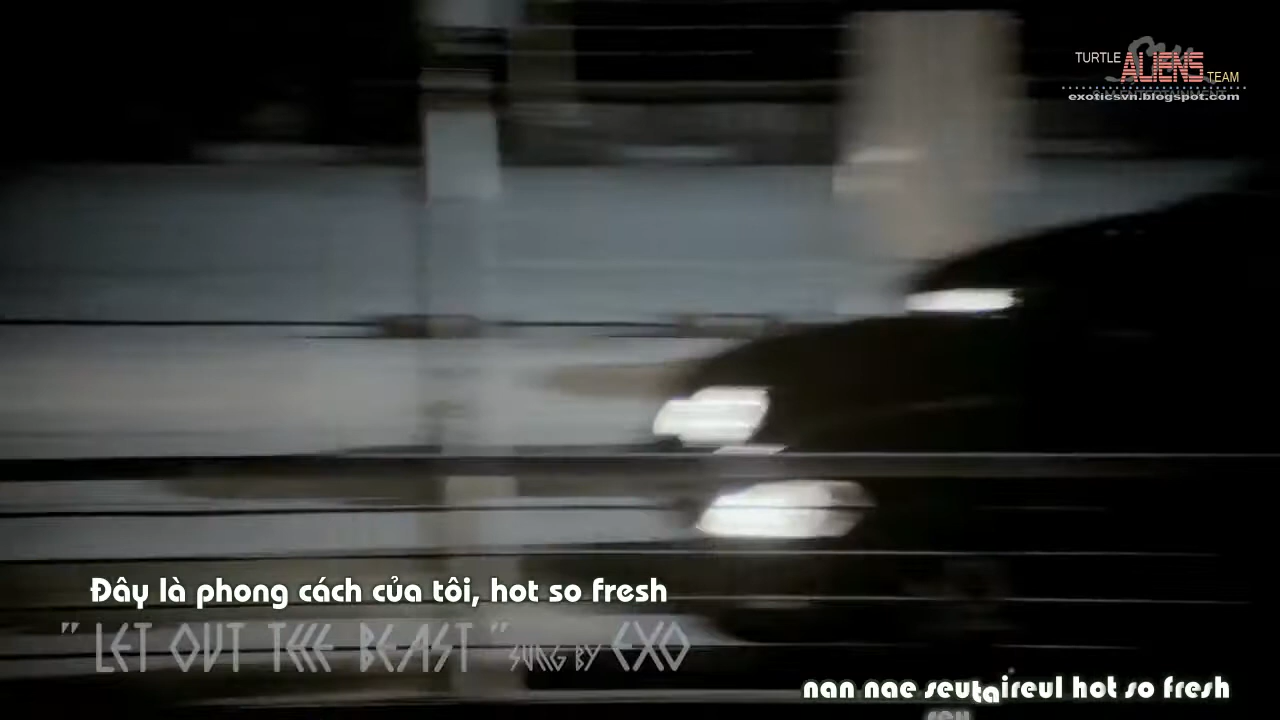 TURTLE ALIENS TEAM
exoticsvn.blogspot.com
Đây là phong cách của tôi, hot so fresh
" LET OUT THE BEAST " SUNG BY EXO
nan nae seutaireul hot so fresh
seu